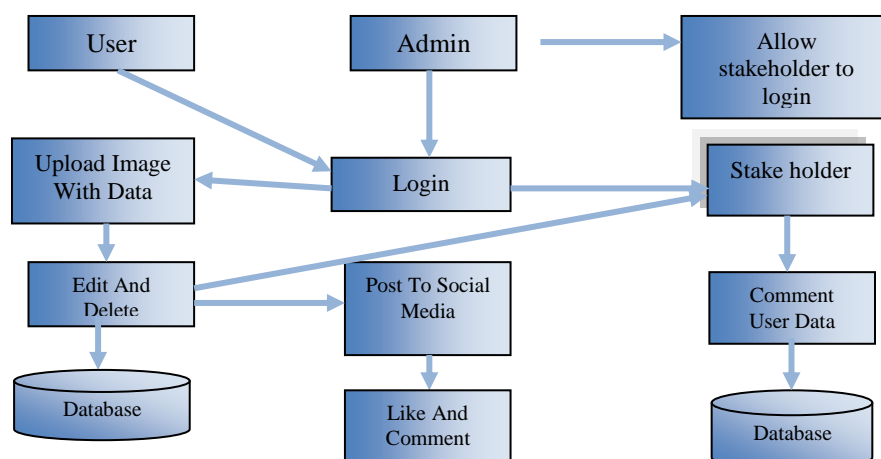 User
Admin
Allow
stakeholder to
login
Upload Image
With Data
Login
Stake holder
Edit And
Delete
Post To Social
Media
Comment
User Data
Database
Like And
Comment
Database